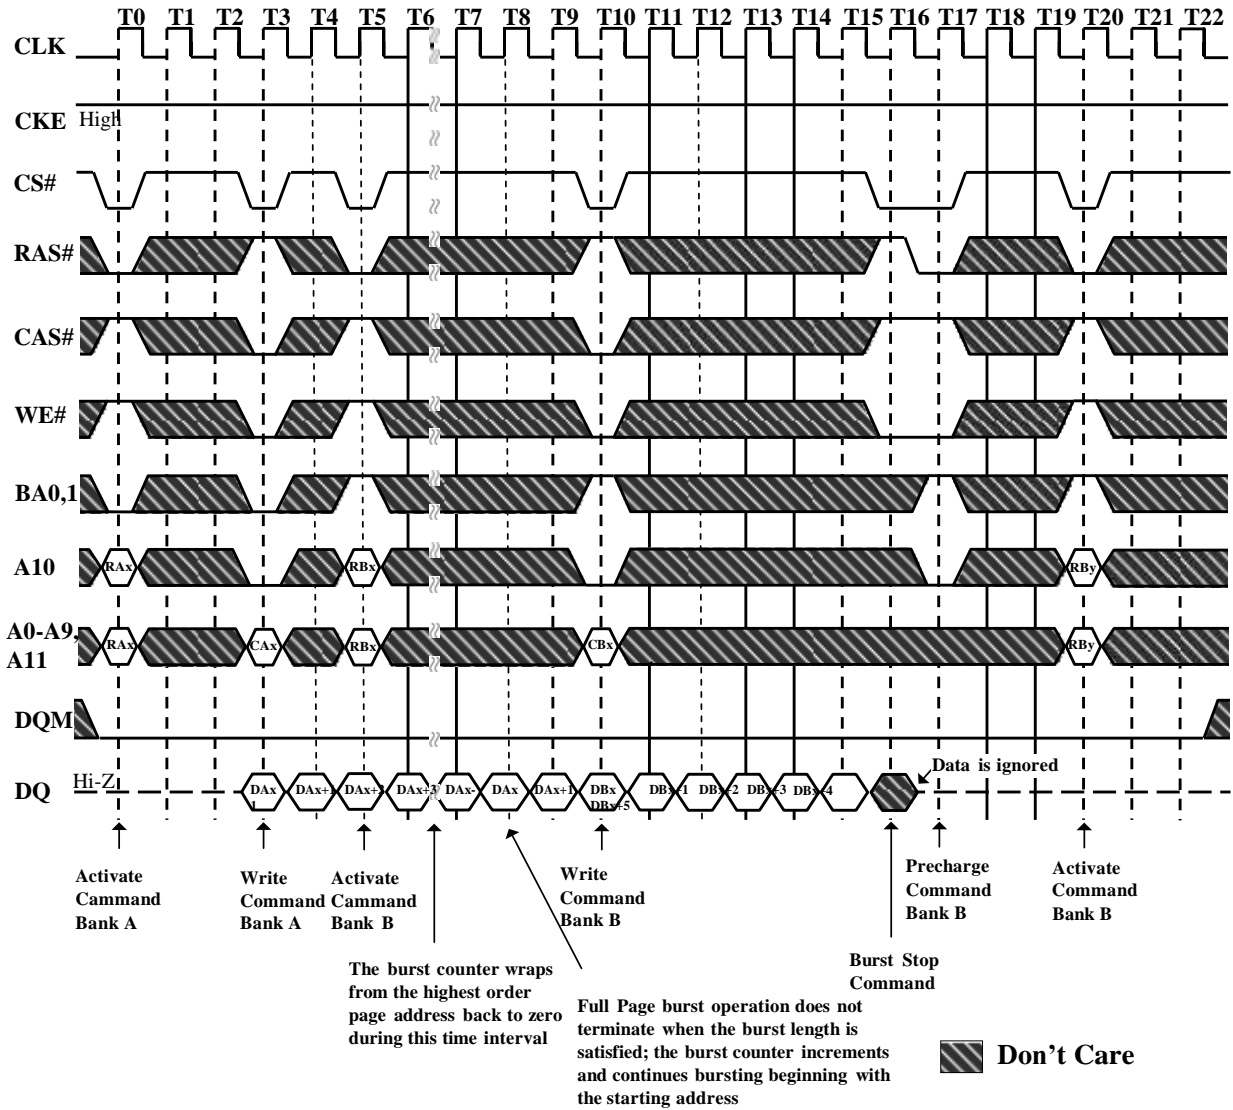 T0 T1 T2 T3 T4 T5 T6 T7 T8 T9 T10 T11 T12 T13 T14 T15 T16 T17 T18 T19 T20 T21 T22
CLK
CKE High
CS#
RAS#
CAS#
WE#
BA0,1
A10 RAx RBx RBy
A0-A9,
A11
RAx CAx RBx CBx RBy
DQM
DQ Hi-Z DAx DAx+1 DAx+2 DAx+3 DAx- DAx DAx+1 DBx DBx+1 DBx+2 DBx+3 DBx+4
1 DBx+5
Data is ignored
Activate
Cammand
Bank A
Write
Command
Bank A
Activate
Cammand
Bank B
Write
Command
Bank B
Precharge
Command
Bank B
Activate
Command
Bank B
Burst Stop
Command
The burst counter wraps
from the highest order
page address back to zero
during this time interval
Full Page burst operation does not
terminate when the burst length is
satisfied; the burst counter increments
and continues bursting beginning with
the starting address
Don't Care